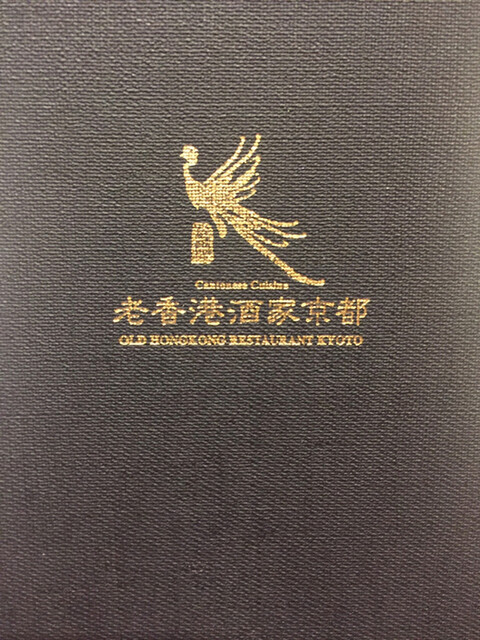 Cantonese Cuisine
老香港酒家京都
OLD HONGKONG RESTAURANT KYOTO